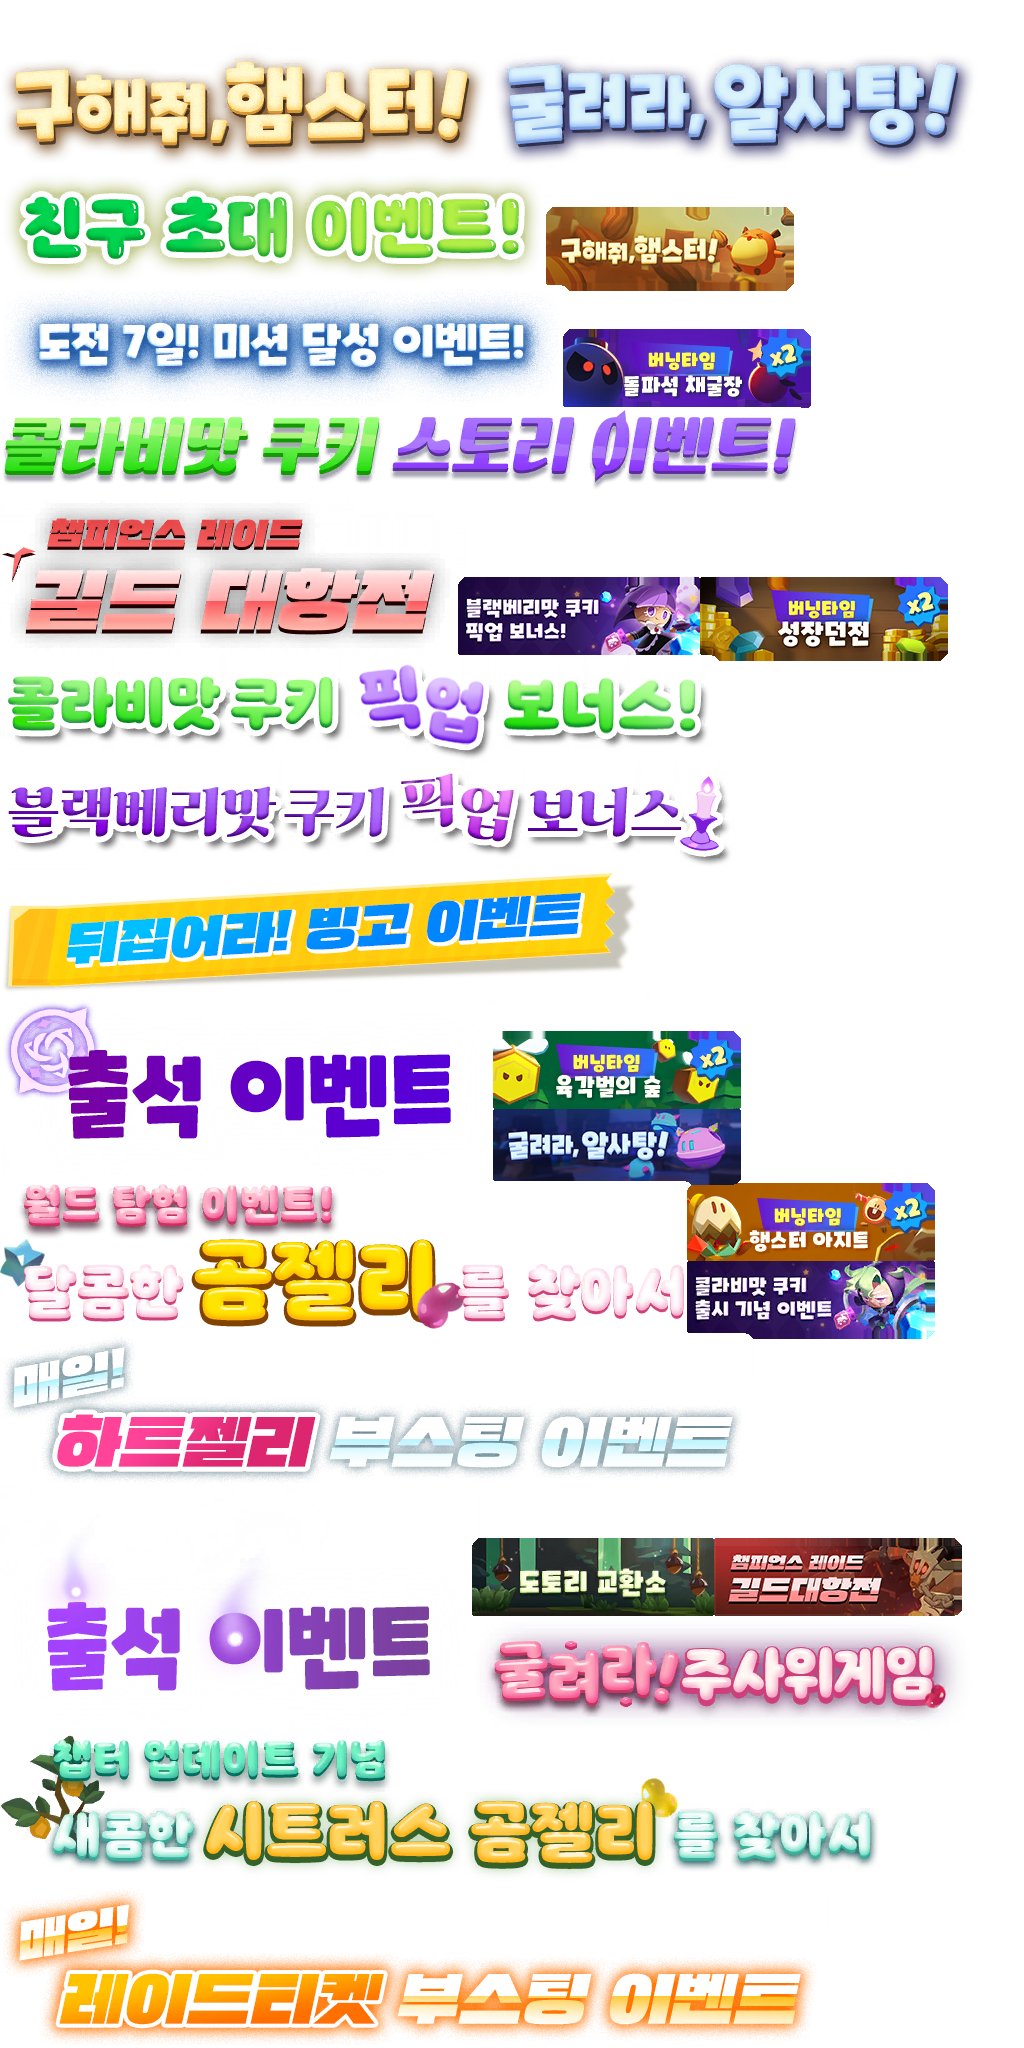 구해줘, 햄스터!
굴려라, 알사탕!
친구 초대 이벤트!
구해줘, 햄스터!
도전 7일! 미션 달성 이벤트!
버닝타임
x2
돌파석 채굴장
콜라비맛 쿠키 스토리 이벤트!
챔피언스 레이드
길드 대항전
블랙베리맛 쿠키
픽업 보너스!
버닝타임
x2
성장던전
콜라비맛 쿠키 픽업 보너스!
블랙베리맛 쿠키 픽업 보너스
뒤집어라! 빙고 이벤트
출석 이벤트
버닝타임
x2
육각벌의 숲
굴려라, 알사탕!
월드 탐험 이벤트!
달콤한 곰젤리를 찾아서
버닝타임
x2
행스터 아지트
콜라비맛 쿠키
출시 기념 이벤트
매일!
하트젤리 부스팅 이벤트
출석 이벤트
도토리 교환소
챔피언스 레이드
길드대항전
굴려라! 주사위게임
챕터 업데이트 기념
새콤한 시트러스 곰젤리를 찾아서
매일!
레이드티켓 부스팅 이벤트